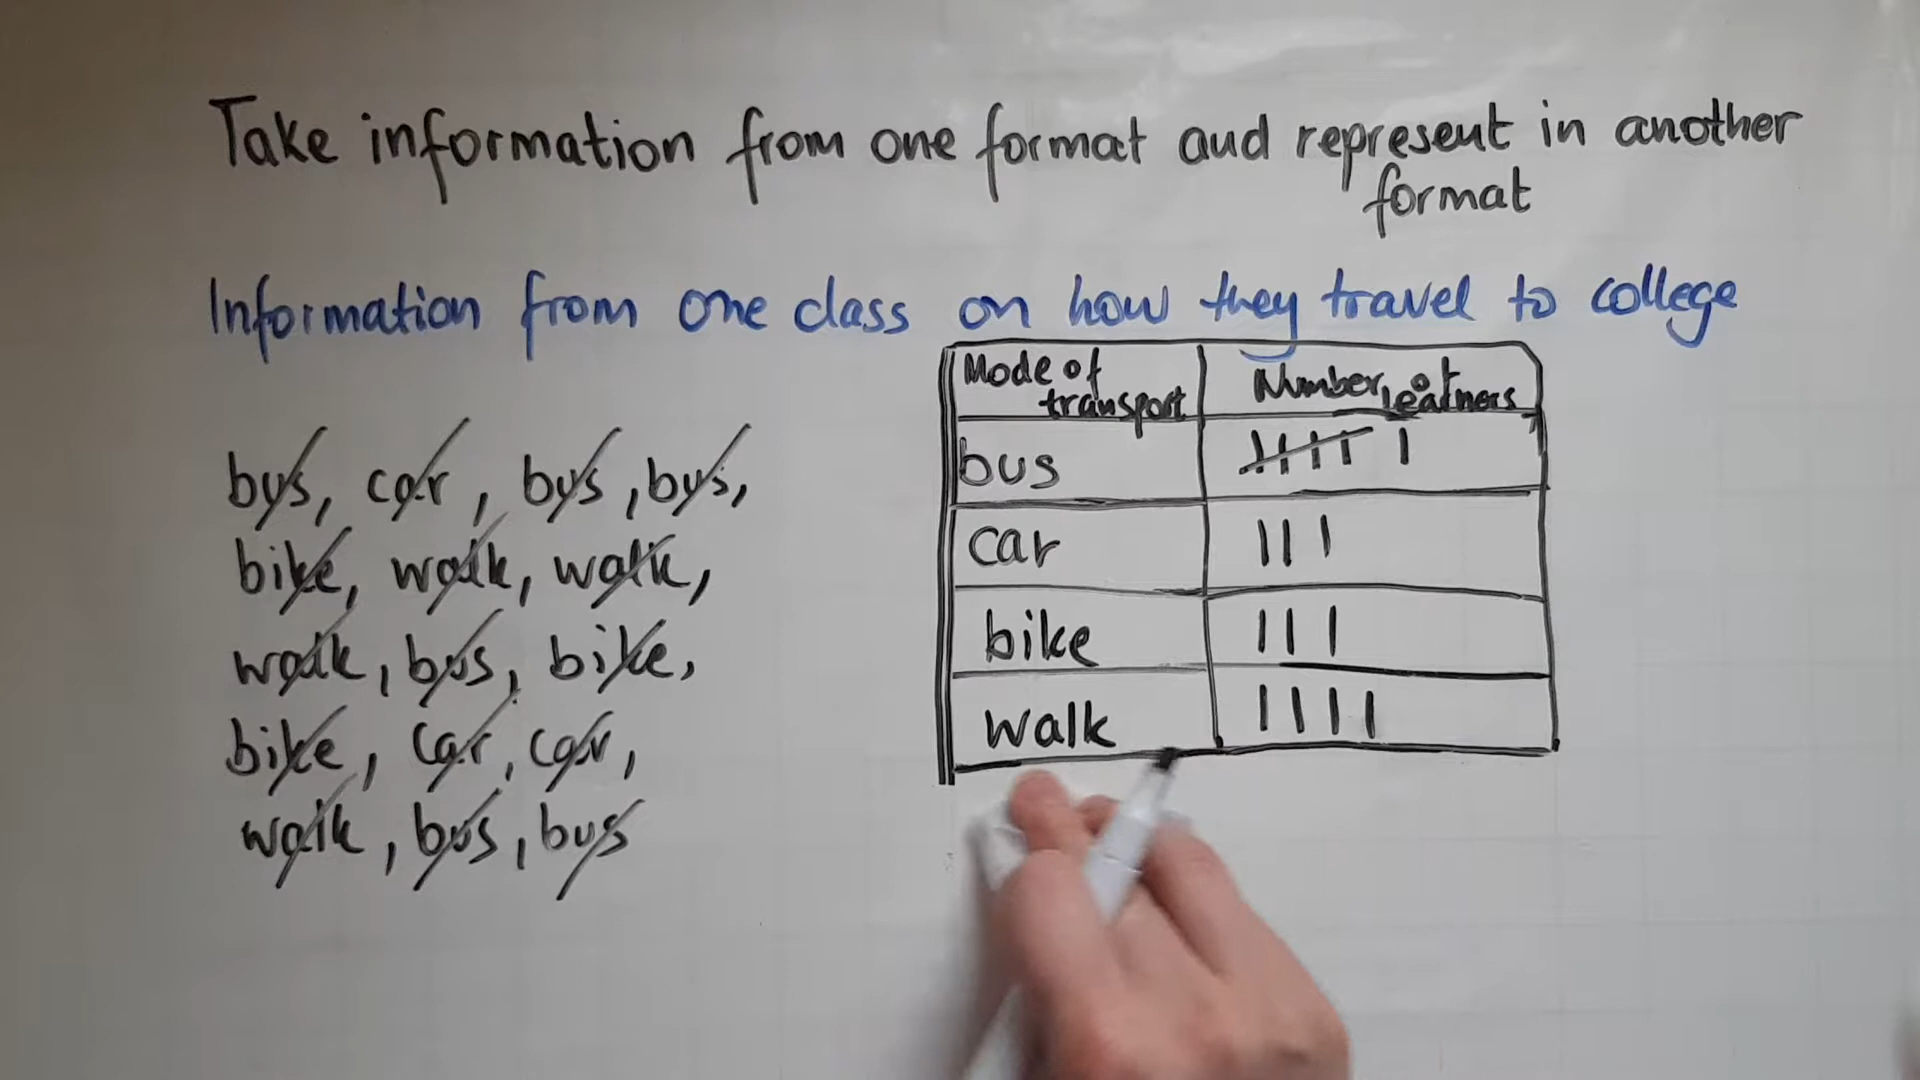 Take information from one format and represent in another
format
Information from one class on how they travel to college
Mode of
transport
Number of
learners
bus, car, bus, bus,
bus
bike, walk, walk,
car
walk, bus, bike,
bike
bike, car, car,
walk
walk, bus, bus